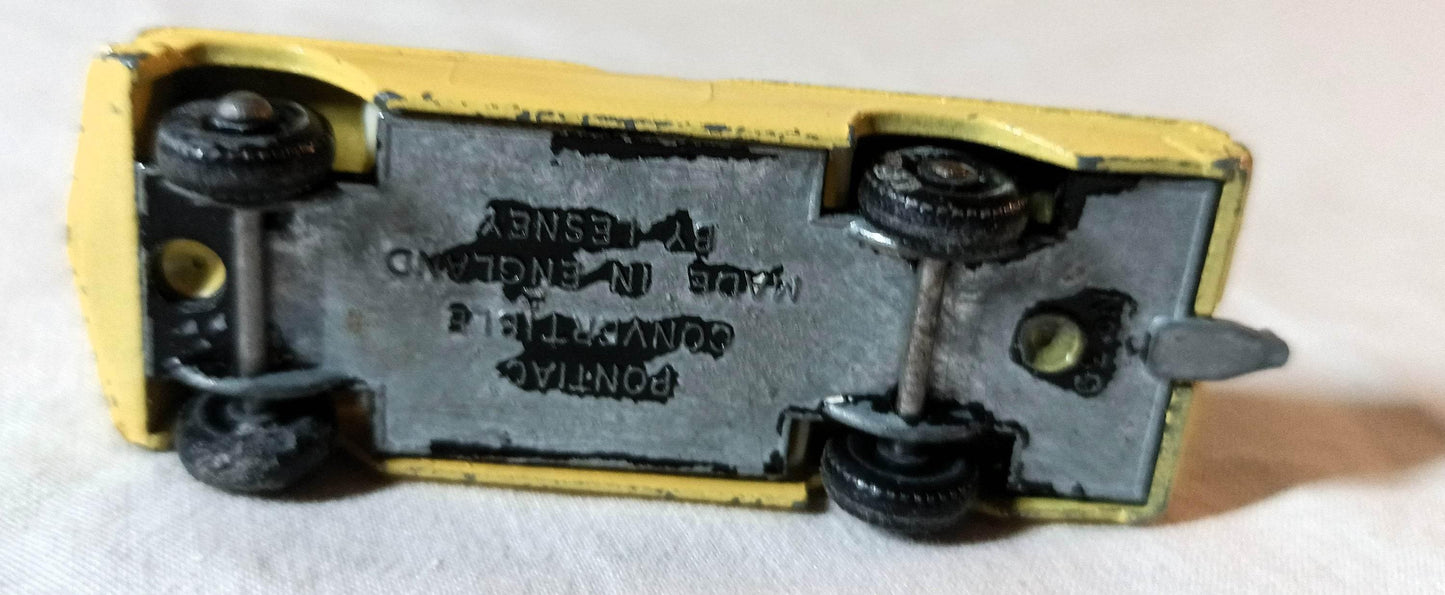 PONTIAC
CONVERTIBLE
MADE IN ENGLAND
BY LESNEY